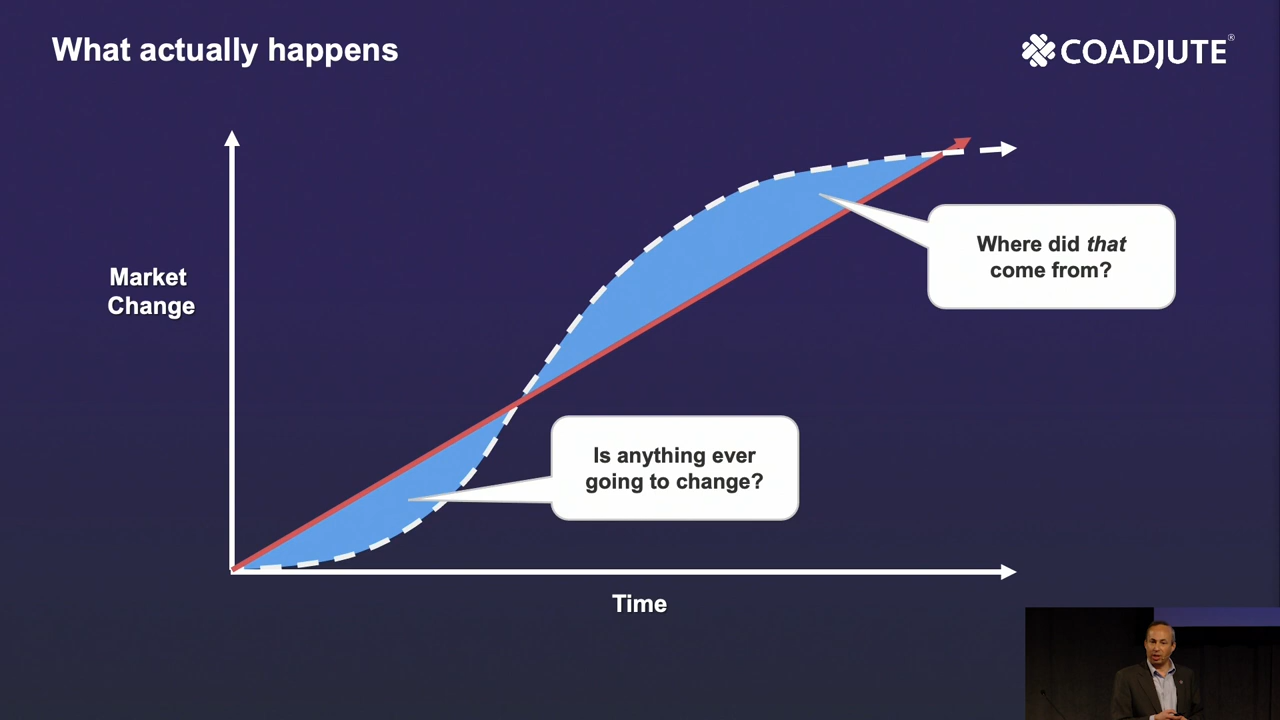 What actually happens
COADJUTE®
Market
Change
Where did that
come from?
Is anything ever
going to change?
Time